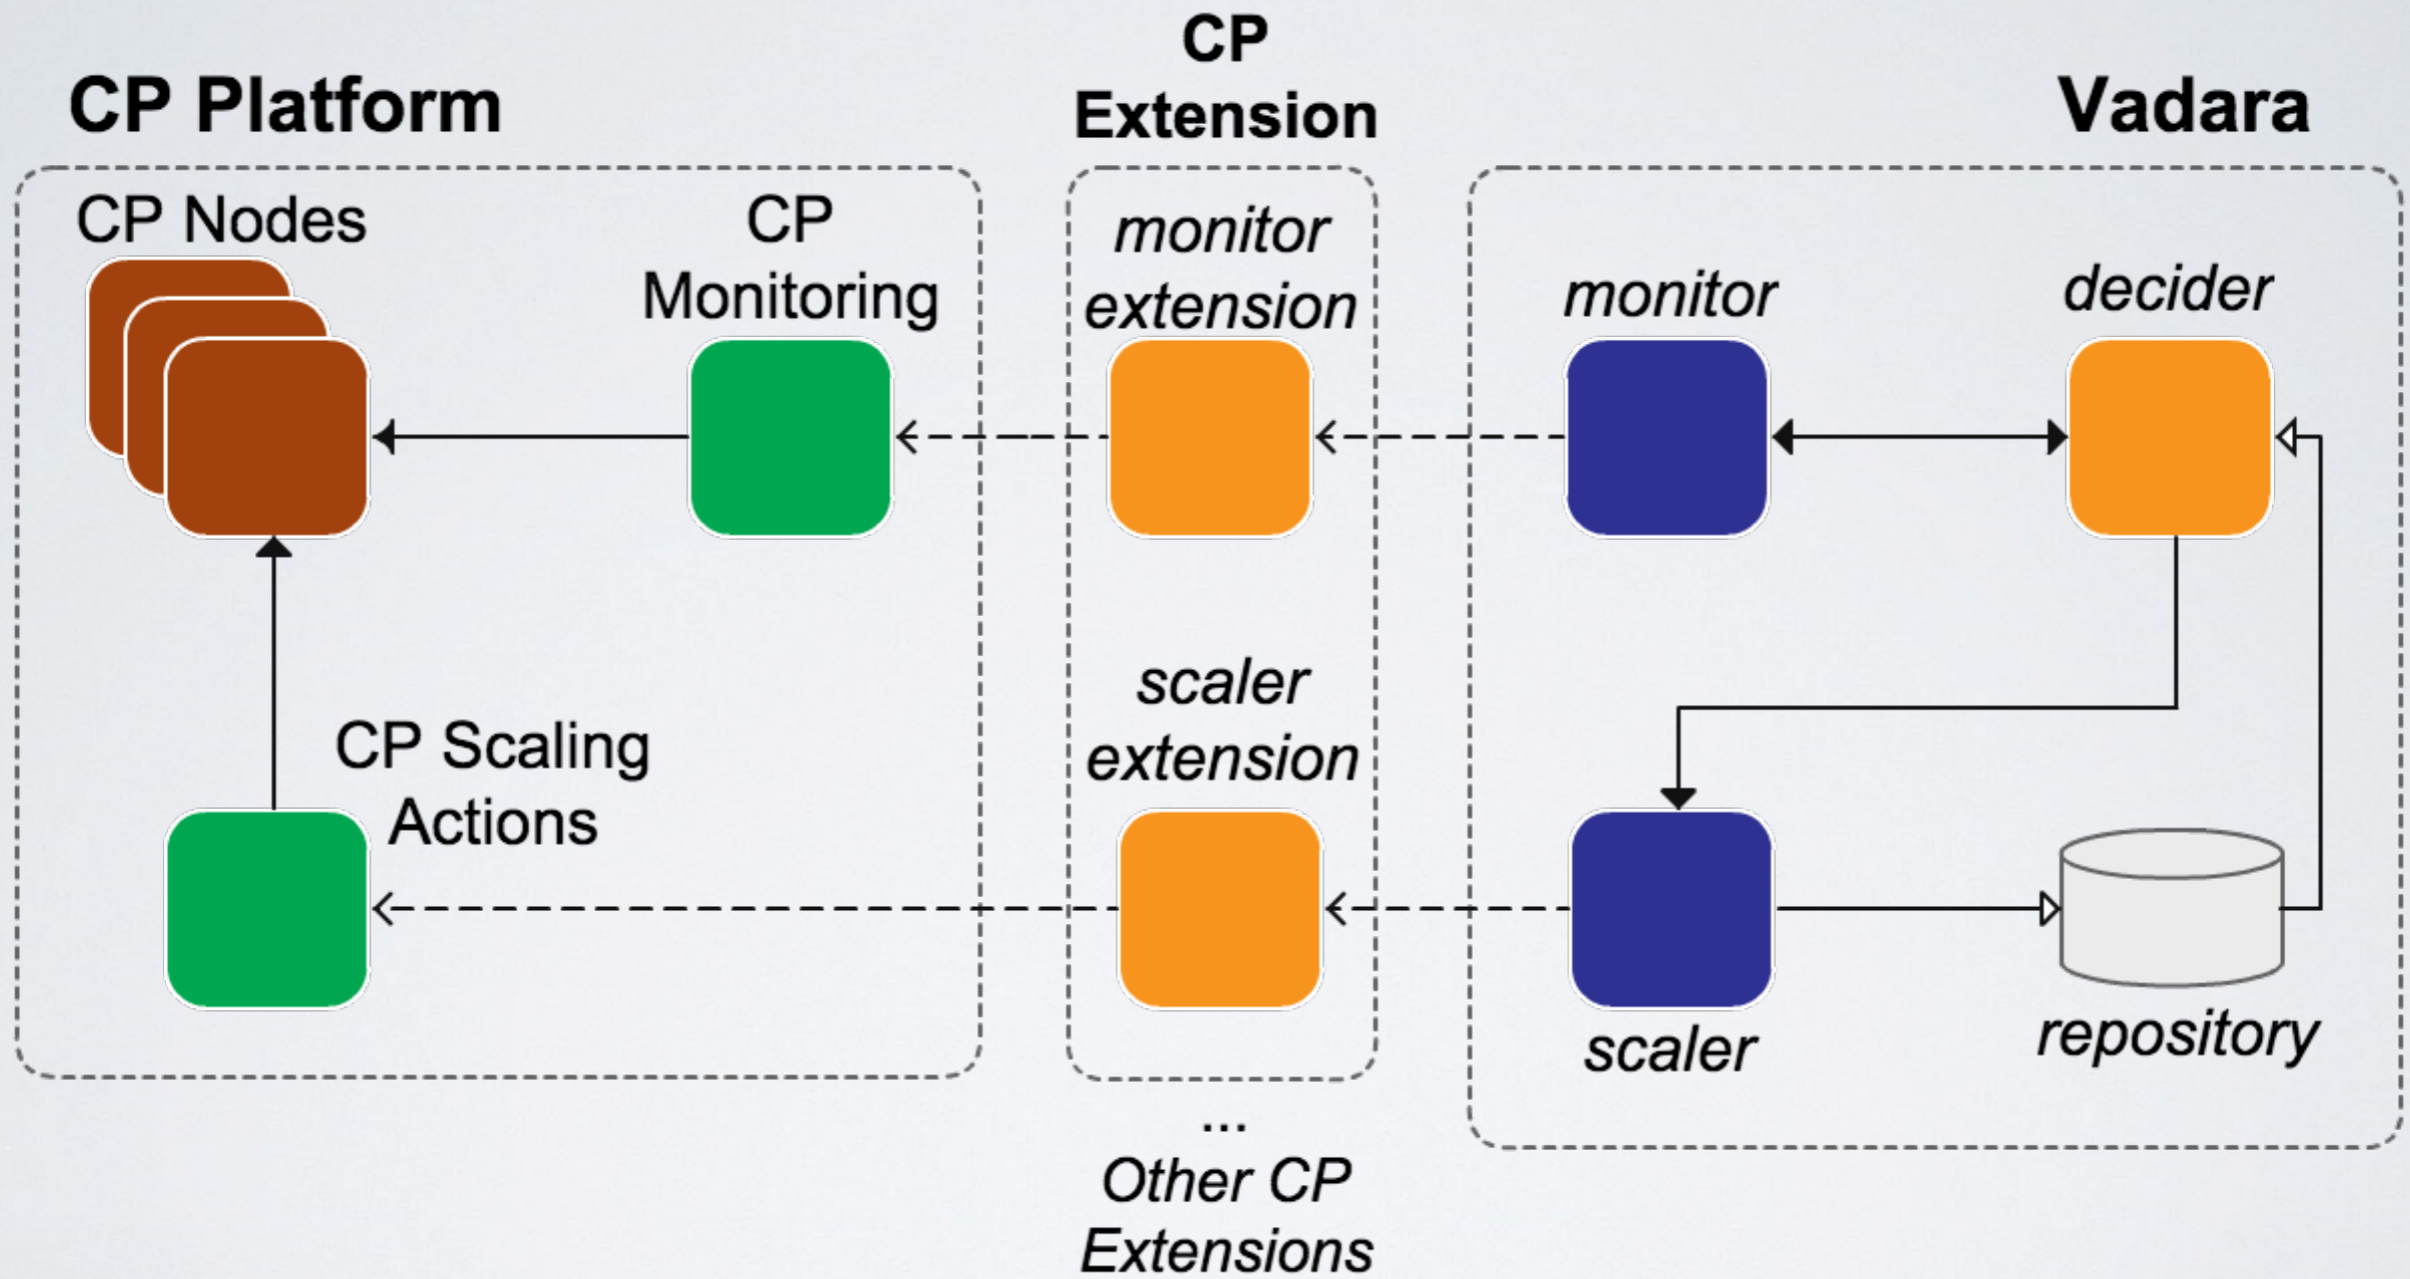 CP
Extension
CP Platform
Vadara
CP Nodes
CP
Monitoring
monitor
extension
monitor
decider
scaler
extension
CP Scaling
Actions
scaler
repository
...
Other CP
Extensions